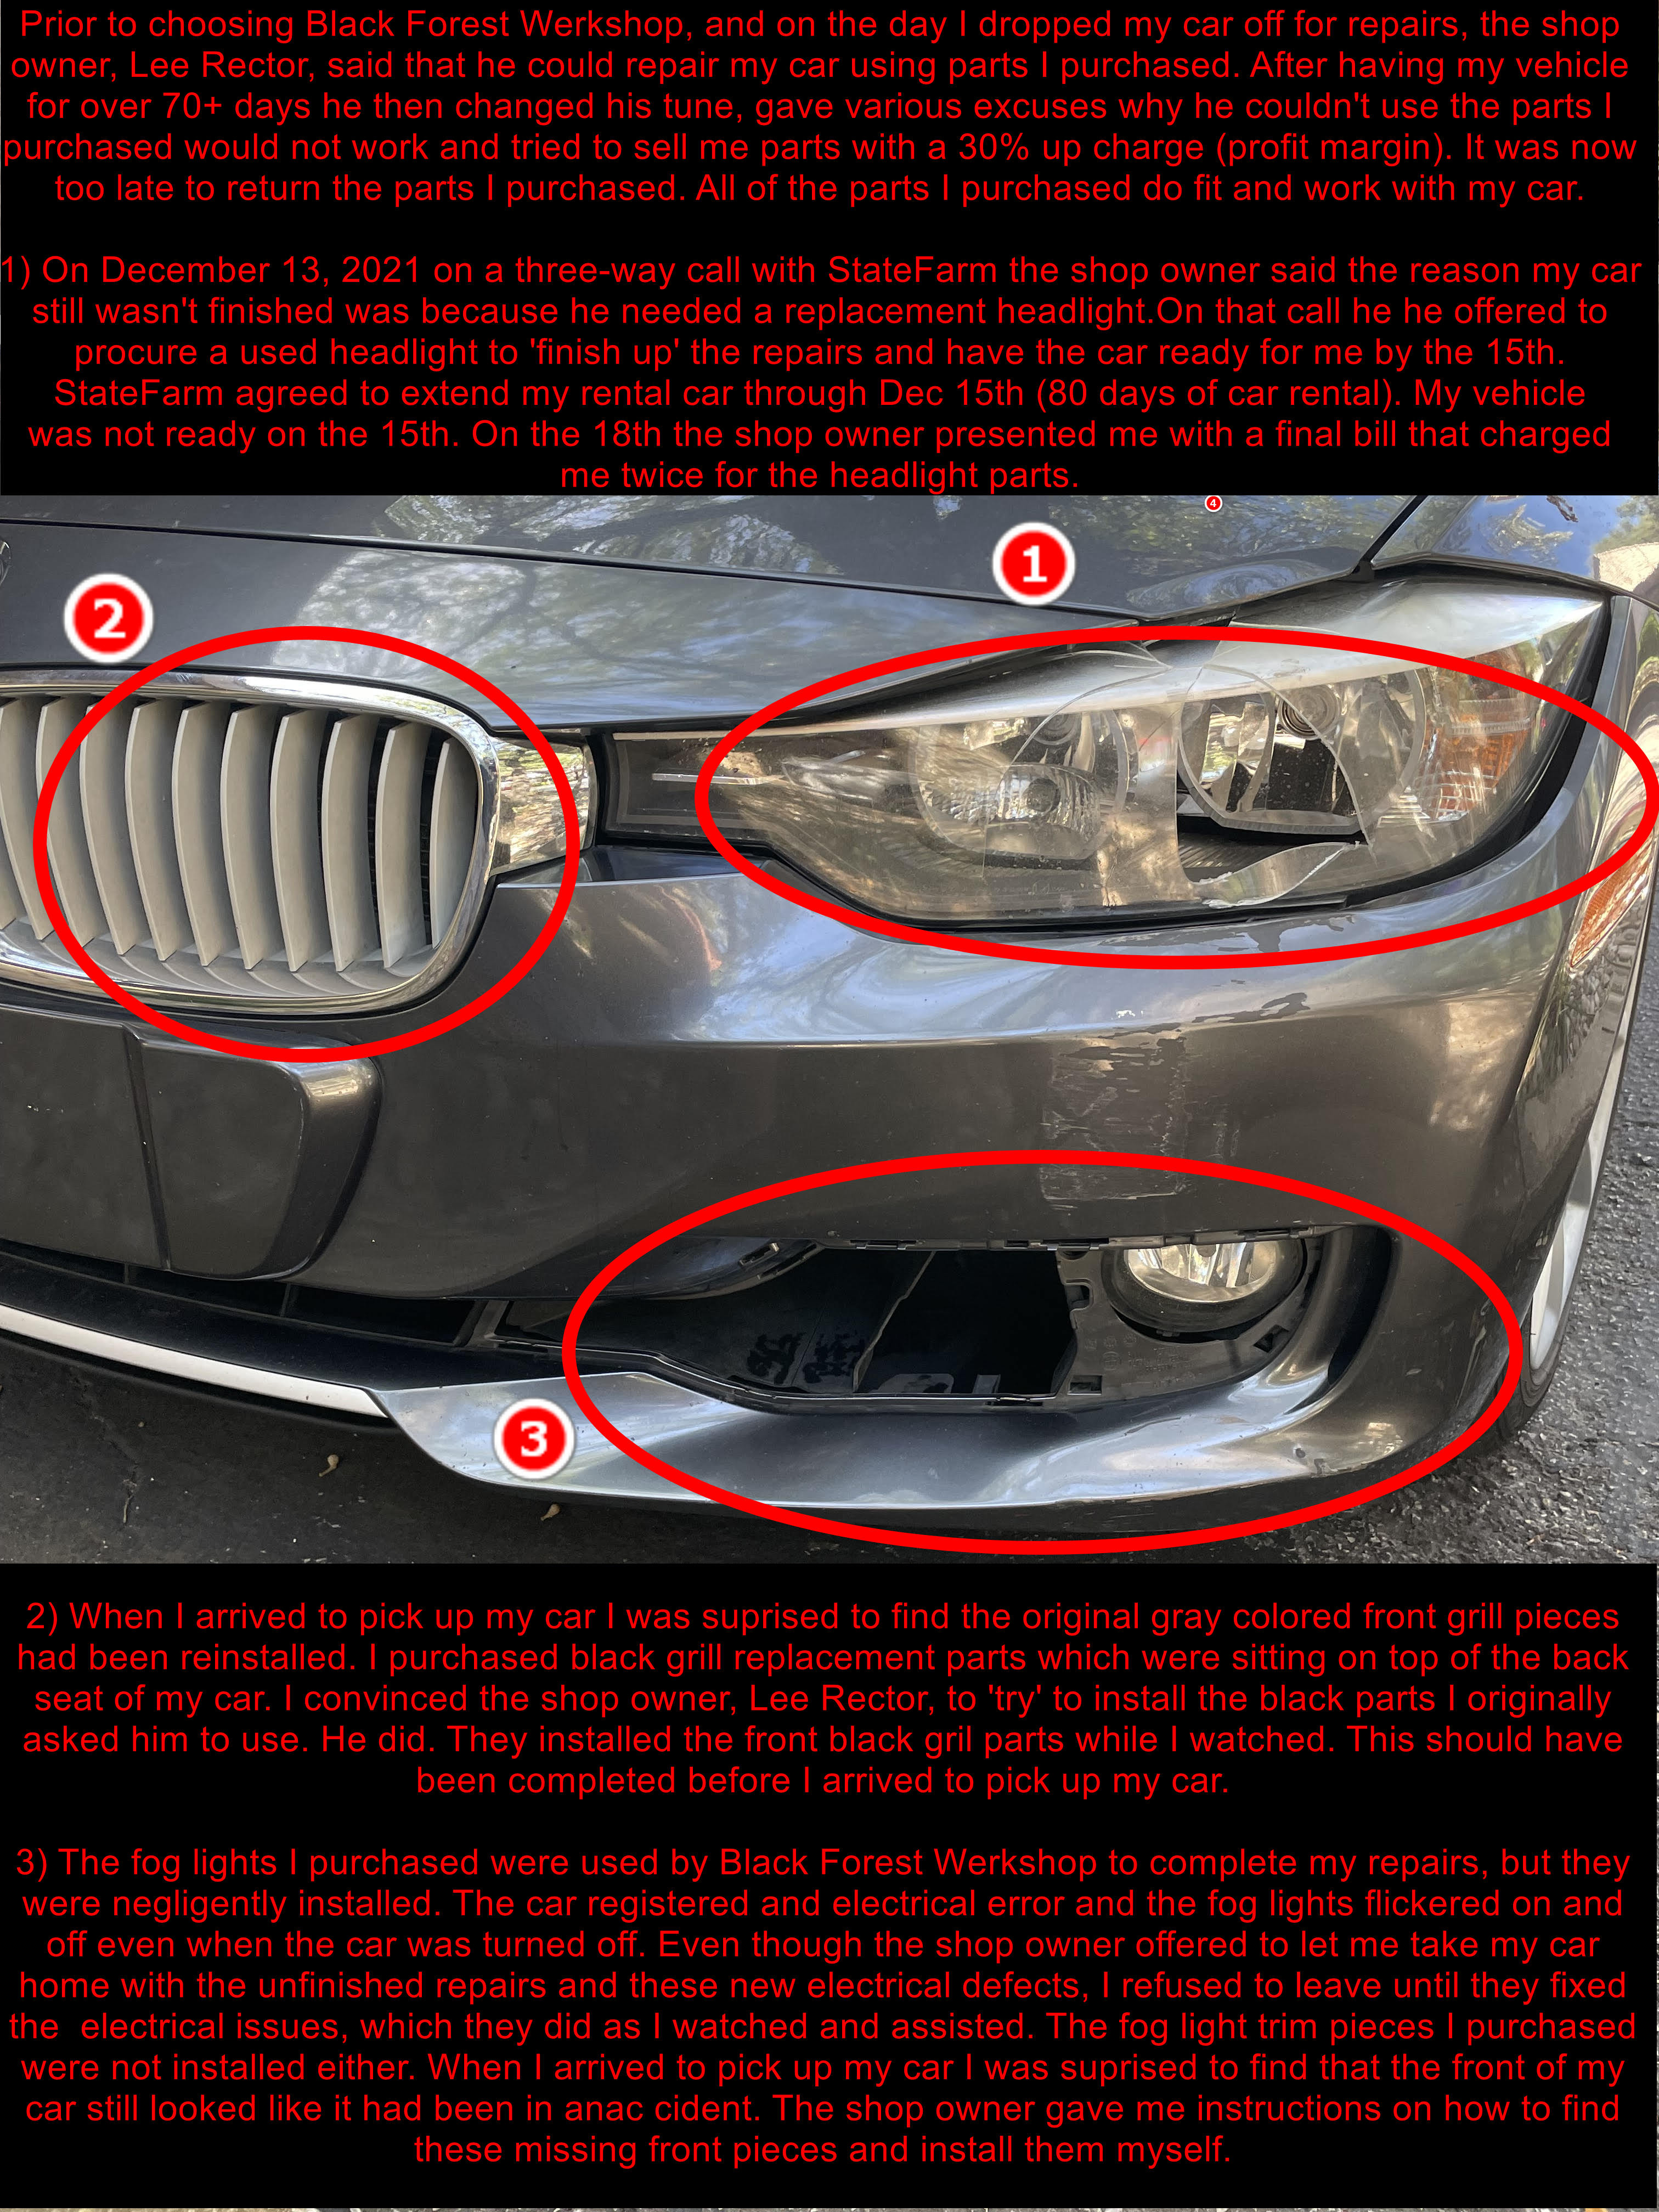 Prior to choosing Black Forest Werkshop, and on the day I dropped my car off for repairs, the shop
owner, Lee Rector, said that he could repair my car using parts I purchased. After having my vehicle
for over 70+ days he then changed his tune, gave various excuses why he couldn't use the parts I
purchased would not work and tried to sell me parts with a 30% up charge (profit margin). It was now
too late to return the parts I purchased. All of the parts I purchased do fit and work with my car.
1) On December 13, 2021 on a three-way call with StateFarm the shop owner said the reason my car
still wasn't finished was because he needed a replacement headlight.On that call he he offered to
procure a used headlight to 'finish up' the repairs and have the car ready for me by the 15th.
StateFarm agreed to extend my rental car through Dec 15th (80 days of car rental). My vehicle
was not ready on the 15th. On the 18th the shop owner presented me with a final bill that charged
me twice for the headlight parts.
4
1
2
3
2) When I arrived to pick up my car I was suprised to find the original gray colored front grill pieces
had been reinstalled. I purchased black grill replacement parts which were sitting on top of the back
seat of my car. I convinced the shop owner, Lee Rector, to 'try' to install the black parts I originally
asked him to use. He did. They installed the front black gril parts while I watched. This should have
been completed before I arrived to pick up my car.
3) The fog lights I purchased were used by Black Forest Werkshop to complete my repairs, but they
were negligently installed. The car registered and electrical error and the fog lights flickered on and
off even when the car was turned off. Even though the shop owner offered to let me take my car
home with the unfinished repairs and these new electrical defects, I refused to leave until they fixed
the  electrical issues, which they did as I watched and assisted. The fog light trim pieces I purchased
were not installed either. When I arrived to pick up my car I was suprised to find that the front of my
car still looked like it had been in anac cident. The shop owner gave me instructions on how to find
these missing front pieces and install them myself.